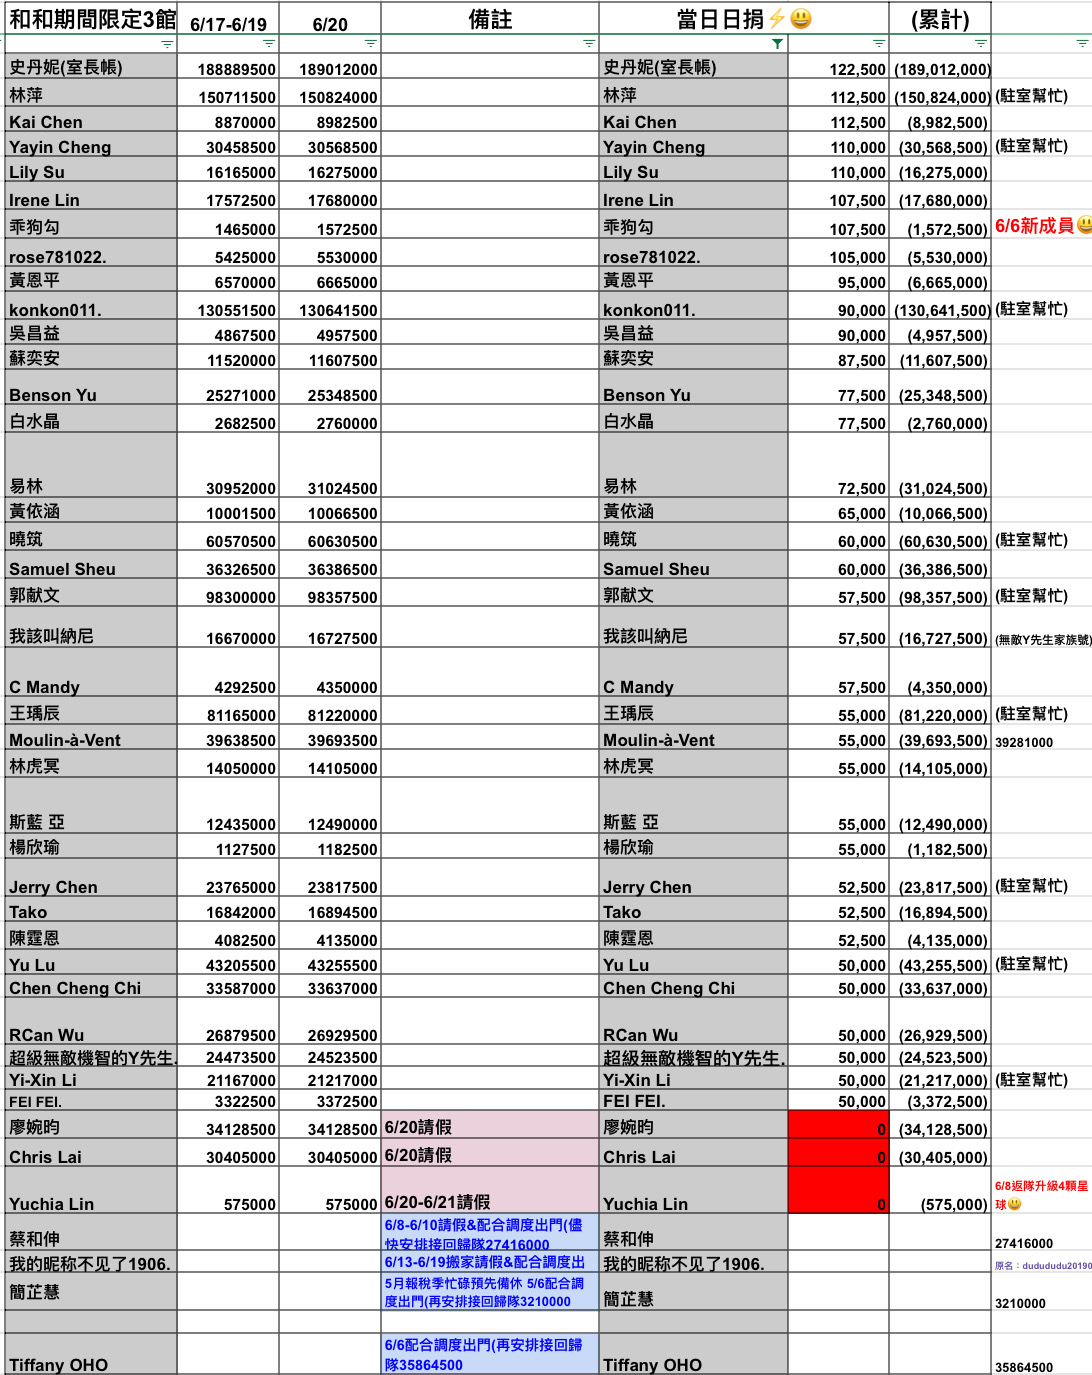 和和期間限定3館 6/17-6/19 6/20 備註 當日日捐⚡😃 (累計)
史丹妮(室長帳) 188889500 189012000 史丹妮(室長帳) 122,500 (189,012,000)
林萍 150711500 150824000 林萍 112,500 (150,824,000) (駐室幫忙)
Kai Chen 8870000 8982500 Kai Chen 112,500 (8,982,500)
Yayin Cheng 30458500 30568500 Yayin Cheng 110,000 (30,568,500) (駐室幫忙)
Lily Su 16165000 16275000 Lily Su 110,000 (16,275,000)
Irene Lin 17572500 17680000 Irene Lin 107,500 (17,680,000)
乖狗勾 1465000 1572500 乖狗勾 107,500 (1,572,500) 6/6新成員😃
rose781022. 5425000 5530000 rose781022. 105,000 (5,530,000)
黃恩平 6570000 6665000 黃恩平 95,000 (6,665,000)
konkon011. 130551500 130641500 konkon011. 90,000 (130,641,500) (駐室幫忙)
吳昌益 4867500 4957500 吳昌益 90,000 (4,957,500)
蘇奕安 11520000 11607500 蘇奕安 87,500 (11,607,500)
Benson Yu 25271000 25348500 Benson Yu 77,500 (25,348,500)
白水晶 2682500 2760000 白水晶 77,500 (2,760,000)
易林 30952000 31024500 易林 72,500 (31,024,500)
黃依涵 10001500 10066500 黃依涵 65,000 (10,066,500)
曉筑 60570500 60630500 曉筑 60,000 (60,630,500) (駐室幫忙)
Samuel Sheu 36326500 36386500 Samuel Sheu 60,000 (36,386,500)
郭献文 98300000 98357500 郭献文 57,500 (98,357,500) (駐室幫忙)
我該叫納尼 16670000 16727500 我該叫納尼 57,500 (16,727,500) (無敵Y先生家族號)
C Mandy 4292500 4350000 C Mandy 57,500 (4,350,000)
王瑀辰 81165000 81220000 王瑀辰 55,000 (81,220,000) (駐室幫忙)
Moulin-à-Vent 39638500 39693500 Moulin-à-Vent 55,000 (39,693,500) 39281000
林虎冥 14050000 14105000 林虎冥 55,000 (14,105,000)
斯藍 亞 12435000 12490000 斯藍 亞 55,000 (12,490,000)
楊欣瑜 1127500 1182500 楊欣瑜 55,000 (1,182,500)
Jerry Chen 23765000 23817500 Jerry Chen 52,500 (23,817,500) (駐室幫忙)
Tako 16842000 16894500 Tako 52,500 (16,894,500)
陳霆恩 4082500 4135000 陳霆恩 52,500 (4,135,000)
Yu Lu 43205500 43255500 Yu Lu 50,000 (43,255,500) (駐室幫忙)
Chen Cheng Chi 33587000 33637000 Chen Cheng Chi 50,000 (33,637,000)
RCan Wu 26879500 26929500 RCan Wu 50,000 (26,929,500)
超級無敵機智的Y先生. 24473500 24523500 超級無敵機智的Y先生. 50,000 (24,523,500)
Yi-Xin Li 21167000 21217000 Yi-Xin Li 50,000 (21,217,000) (駐室幫忙)
FEI FEI. 3322500 3372500 FEI FEI. 50,000 (3,372,500)
廖婉昀 34128500 34128500 6/20請假 廖婉昀 0 (34,128,500)
Chris Lai 30405000 30405000 6/20請假 Chris Lai 0 (30,405,000)
Yuchia Lin 575000 575000 6/20-6/21請假 Yuchia Lin 0 (575,000) 6/8返隊升級4顆星
球😃
6/8-6/10請假&配合調度出門(儘
快安排接回歸隊27416000
蔡和伸 蔡和伸 27416000
我的昵称不见了1906. 6/13-6/19搬家請假&配合調度出 我的昵称不见了1906. 原名：dudududu20190
5月報稅季忙碌預先備休 5/6配合調
度出門(再安排接回歸隊3210000
簡芷慧 簡芷慧 3210000
6/6配合調度出門(再安排接回歸
隊35864500
Tiffany OHO Tiffany OHO 35864500